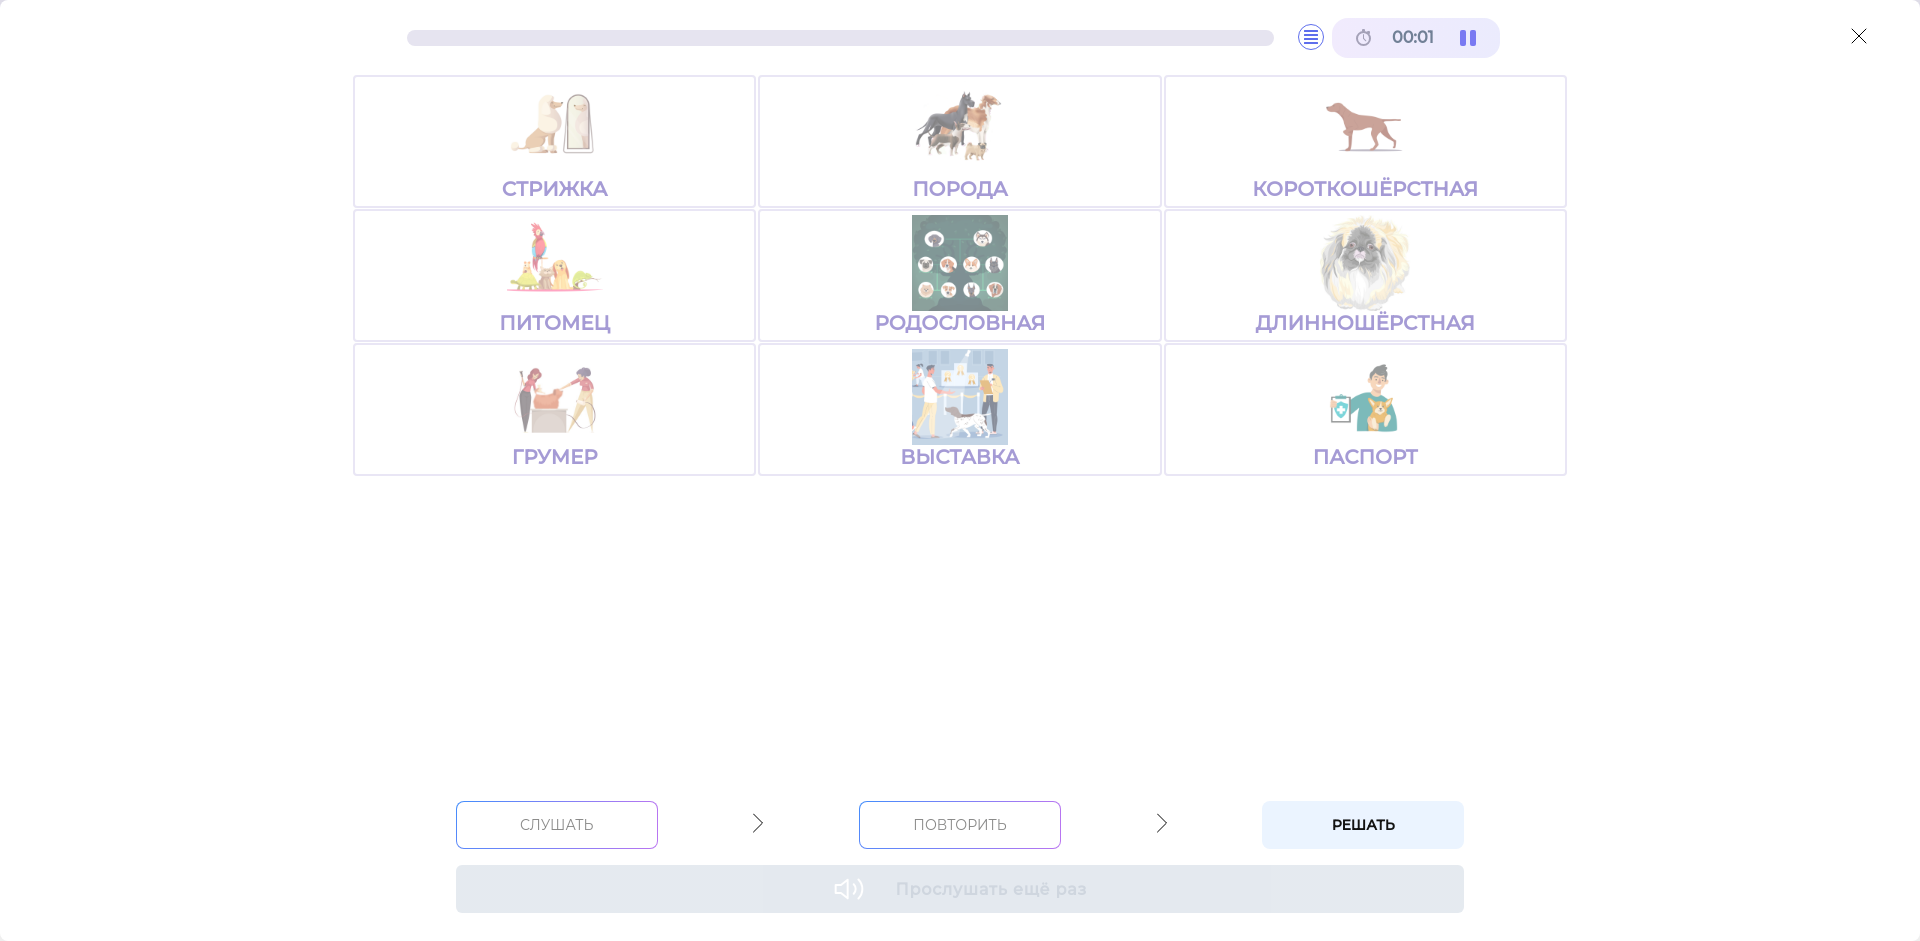 00:01
СТРИЖКА
ПОРОДА
КОРОТКОШЁРСТНАЯ
ПИТОМЕЦ
РОДОСЛОВНАЯ
ДЛИННОШЁРСТНАЯ
ГРУМЕР
ВЫСТАВКА
ПАСПОРТ
СЛУШАТЬ
ПОВТОРИТЬ
РЕШАТЬ
Прослушать ещё раз